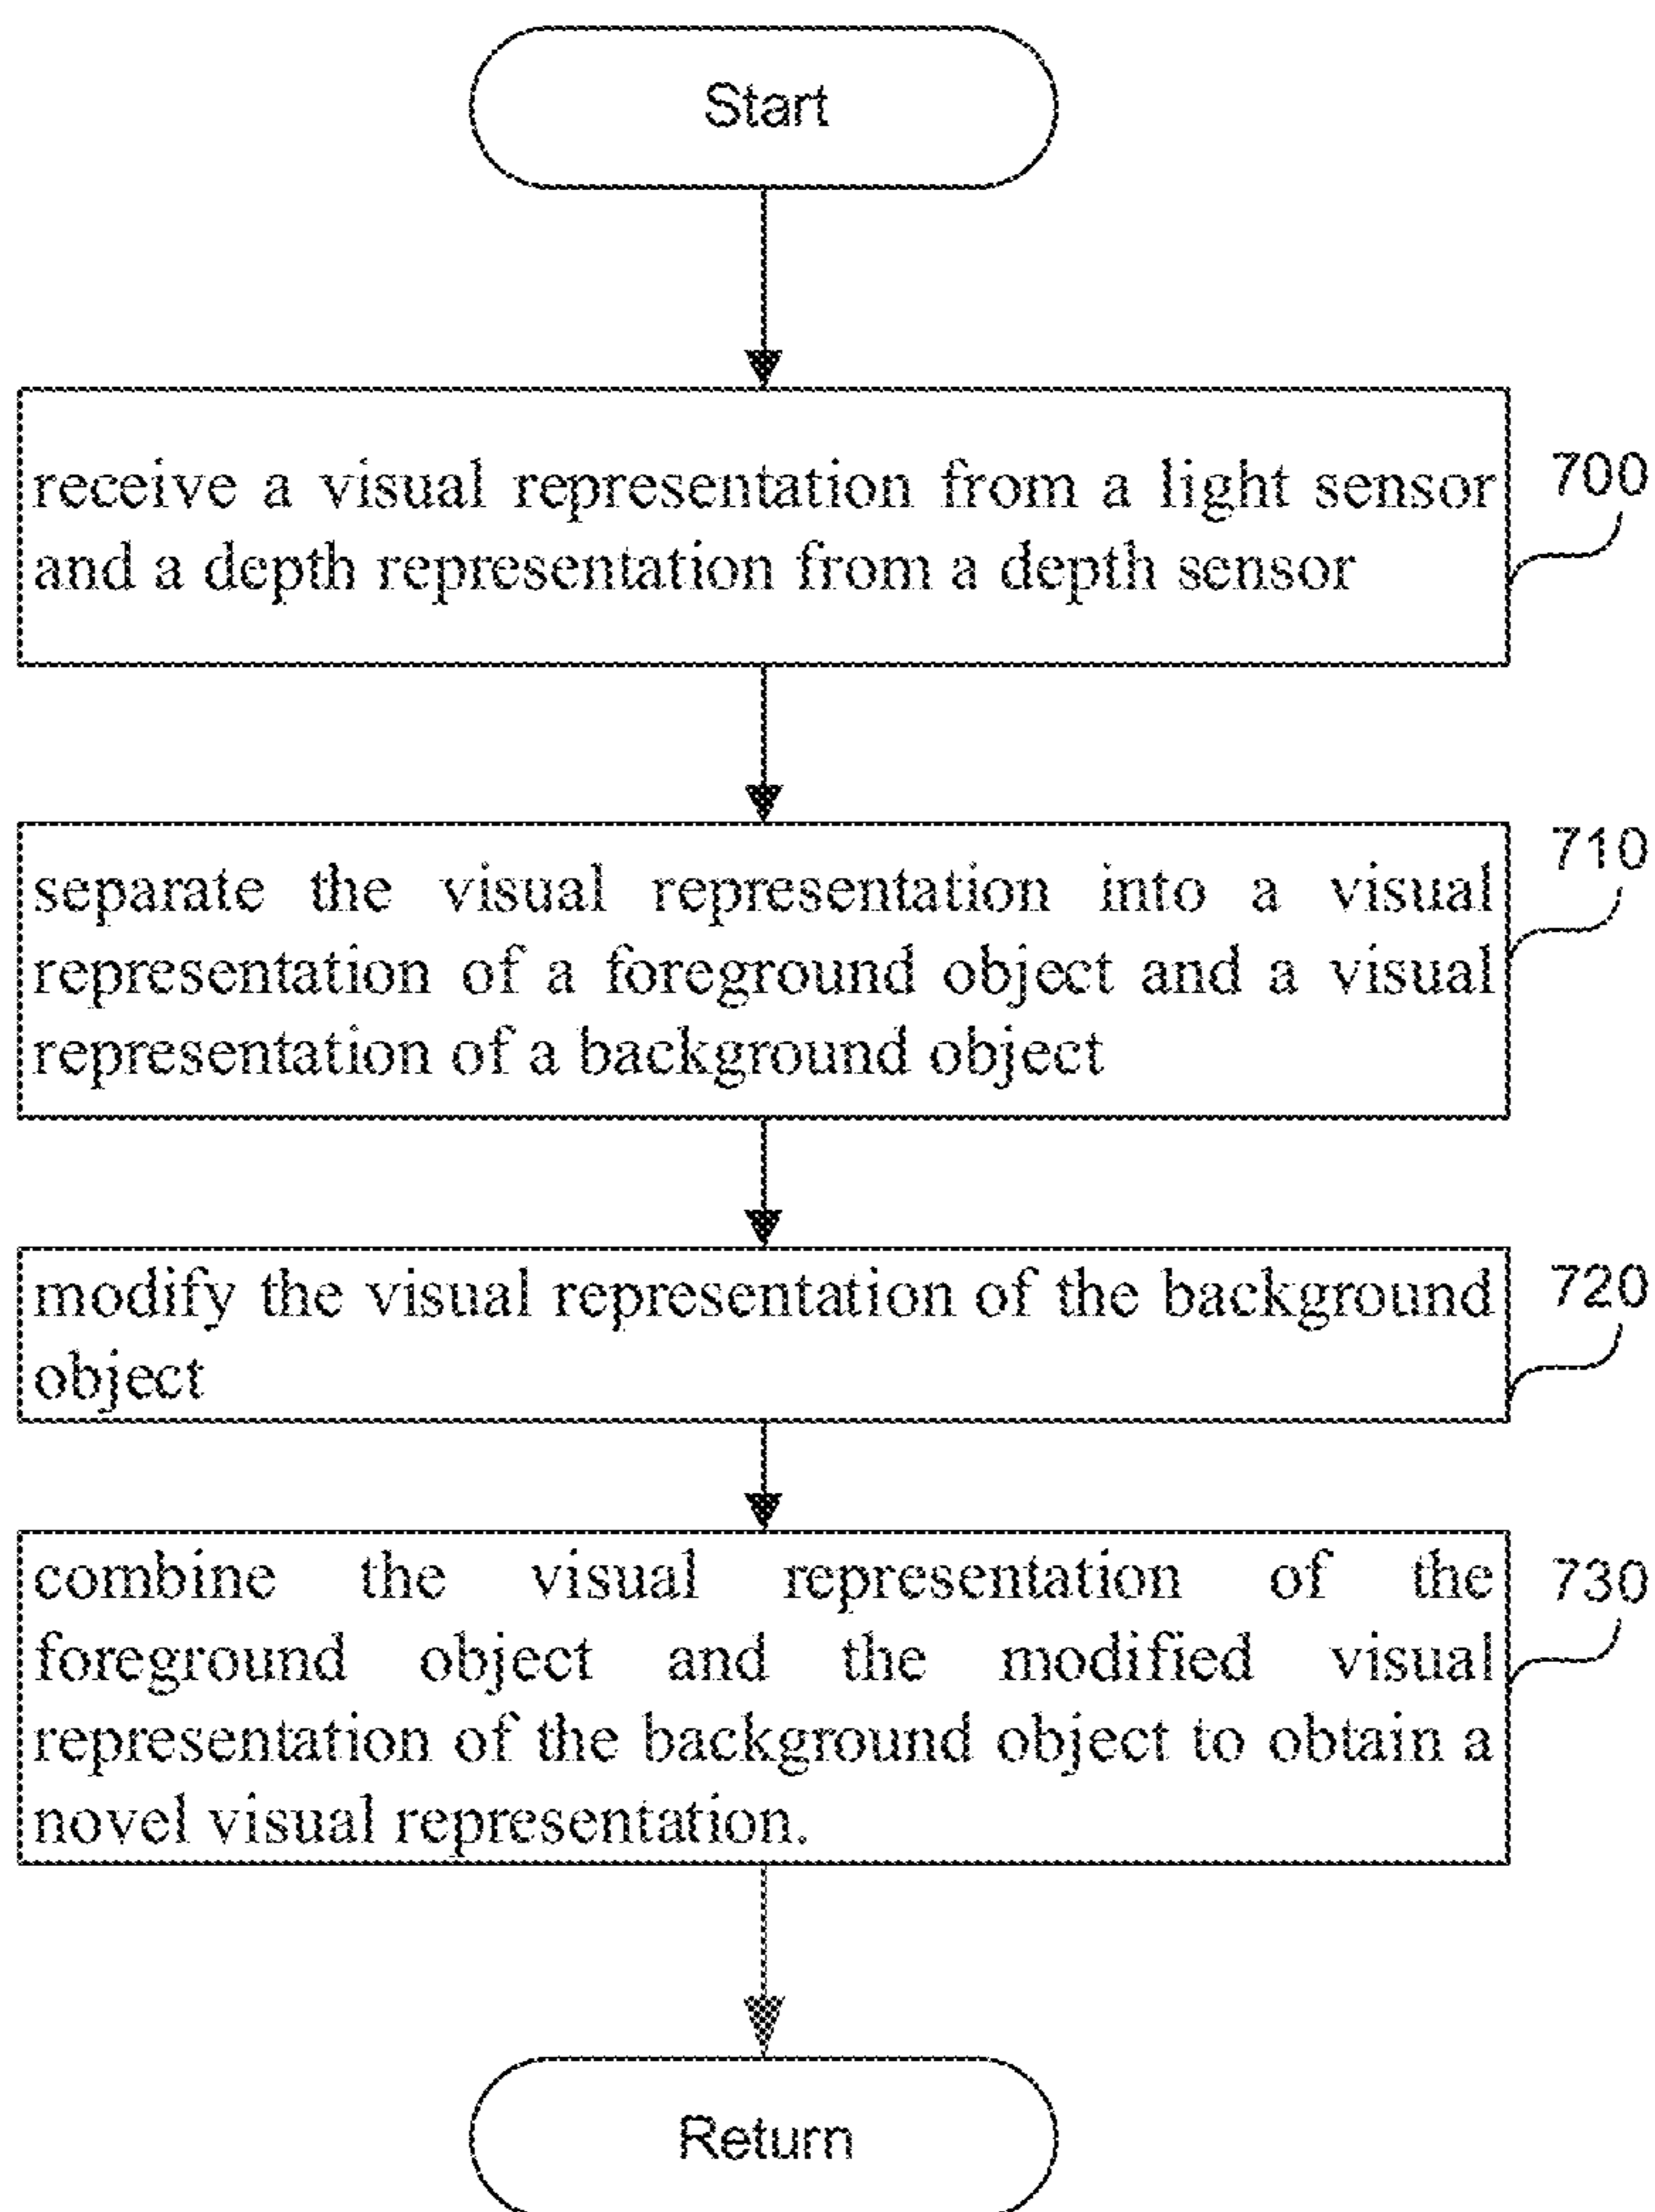 Start
receive a visual representation from a light sensor
and a depth representation from a depth sensor
700
separate the visual representation into a visual
representation of a foreground object and a visual
representation of a background object
710
modify the visual representation of the background
object
720
combine the visual representation of the
foreground object and the modified visual
representation of the background object to obtain a
novel visual representation.
730
Return